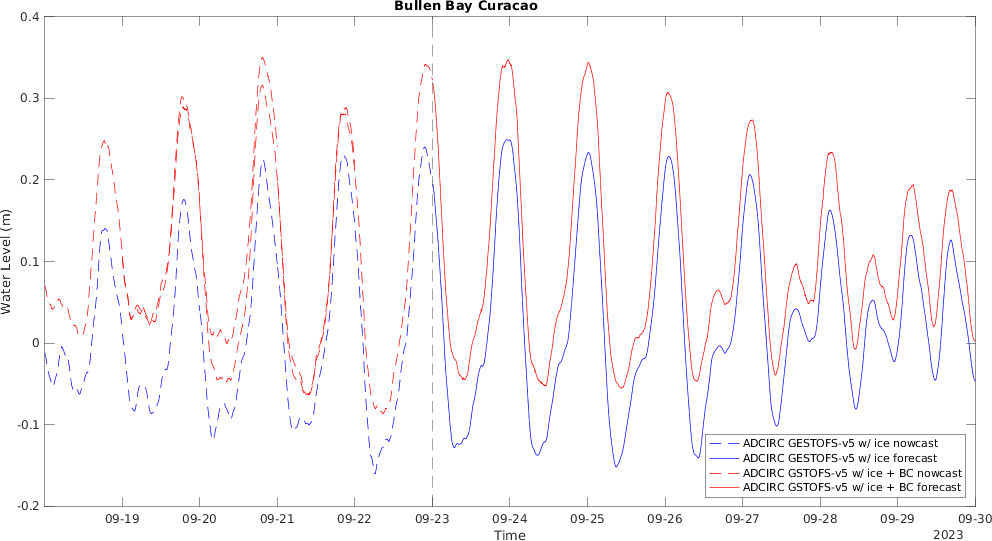 Bullen Bay Curacao
0.4
0.3
0.2
0.1
0
-0.1
-0.2
Water Level (m)
ADCIRC GESTOFS-v5 w/ ice nowcast
ADCIRC GESTOFS-v5 w/ ice forecast
ADCIRC GSTOFS-v5 w/ ice + BC nowcast
ADCIRC GSTOFS-v5 w/ ice + BC forecast
09-19 09-20 09-21 09-22 09-23 09-24 09-25 09-26 09-27 09-28 09-29 09-30
Time
2023